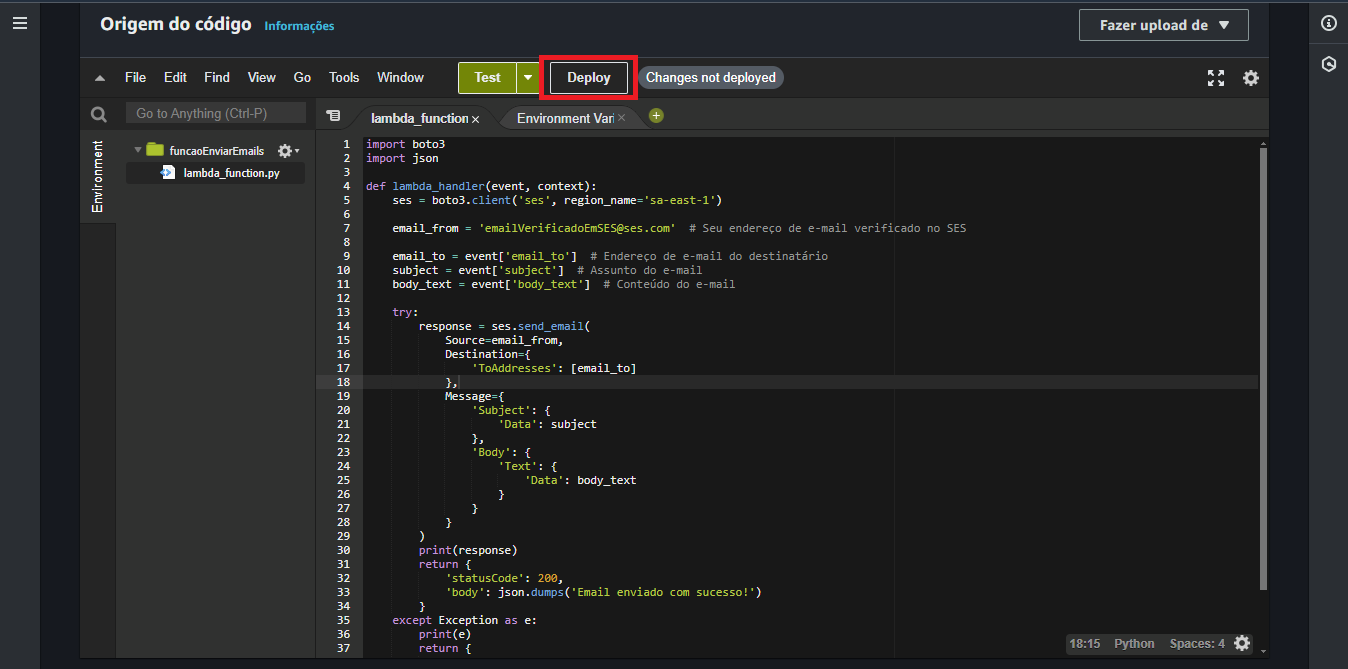 Origem do código Informações
Fazer upload de
File Edit Find View Go Tools Window
Test
Deploy
Changes not deployed
Go to Anything (Ctrl-P)
Environment
funcaoEnviarEmails
lambda_function.py
lambda_function × Environment Vari ×
1 import boto3
2 import json
3
4 def lambda_handler(event, context):
5     ses = boto3.client('ses', region_name='sa-east-1')
6
7     email_from = 'emailVerificadoEmSES@ses.com'  # Seu endereço de e-mail verificado no SES
8
9     email_to = event['email_to']  # Endereço de e-mail do destinatário
10     subject = event['subject']  # Assunto do e-mail
11     body_text = event['body_text']  # Conteúdo do e-mail
12
13     try:
14         response = ses.send_email(
15             Source=email_from,
16             Destination={
17                 'ToAddresses': [email_to]
18             },
19             Message={
20                 'Subject': {
21                     'Data': subject
22                 },
23                 'Body': {
24                     'Text': {
25                         'Data': body_text
26                     }
27                 }
28             }
29         )
30         print(response)
31         return {
32             'statusCode': 200,
33             'body': json.dumps('Email enviado com sucesso!')
34         }
35     except Exception as e:
36         print(e)
37         return {
18:15 Python Spaces: 4